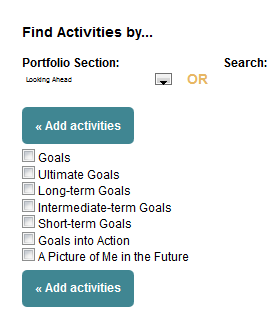 Find Activities by...
Portfolio Section: Search:
Looking Ahead OR
« Add activities
Goals
Ultimate Goals
Long-term Goals
Intermediate-term Goals
Short-term Goals
Goals into Action
A Picture of Me in the Future
« Add activities